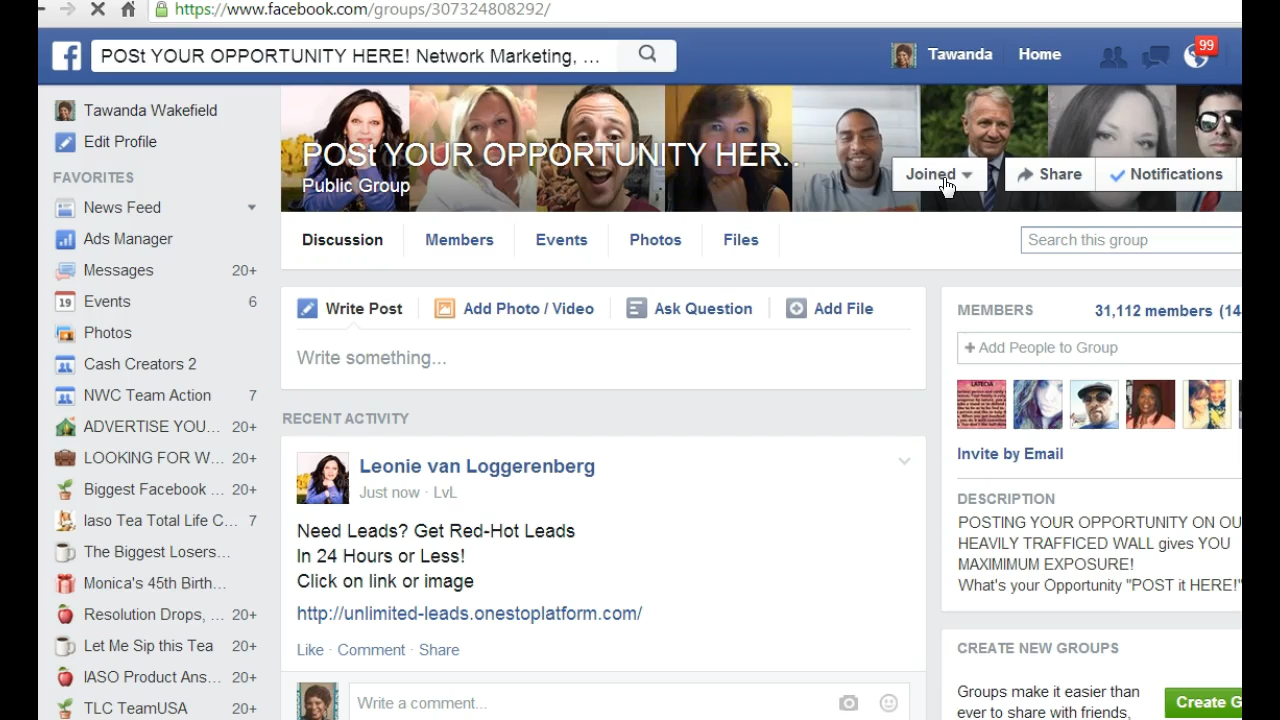 https://www.facebook.com/groups/307324808292/
POSt YOUR OPPORTUNITY HERE! Network Marketing, ...
Tawanda
Home
99
Tawanda Wakefield
Edit Profile
FAVORITES
News Feed
Ads Manager
Messages 20+
19 Events 6
Photos
Cash Creators 2
NWC Team Action 7
ADVERTISE YOU... 20+
LOOKING FOR W... 20+
Biggest Facebook ... 20+
Iaso Tea Total Life C... 7
The Biggest Losers...
Monica's 45th Birth...
Resolution Drops, ... 20+
Let Me Sip this Tea 20+
IASO Product Ans... 20+
TLC TeamUSA 20+
POSt YOUR OPPORTUNITY HER...
Public Group
Joined
Share
Notifications
Discussion
Members
Events
Photos
Files
Search this group
Write Post
Add Photo / Video
Ask Question
Add File
Write something...
RECENT ACTIVITY
Leonie van Loggerenberg
Just now · LvL
Need Leads? Get Red-Hot Leads
In 24 Hours or Less!
Click on link or image
http://unlimited-leads.onestoplatform.com/
Like · Comment · Share
Write a comment...
MEMBERS
31,112 members (14
+ Add People to Group
LATECIA
Invite by Email
DESCRIPTION
POSTING YOUR OPPORTUNITY ON OU
HEAVILY TRAFFICED WALL gives YOU
MAXIMIMUM EXPOSURE!
What's your Opportunity "POST it HERE!"
CREATE NEW GROUPS
Groups make it easier than
ever to share with friends,
Create G